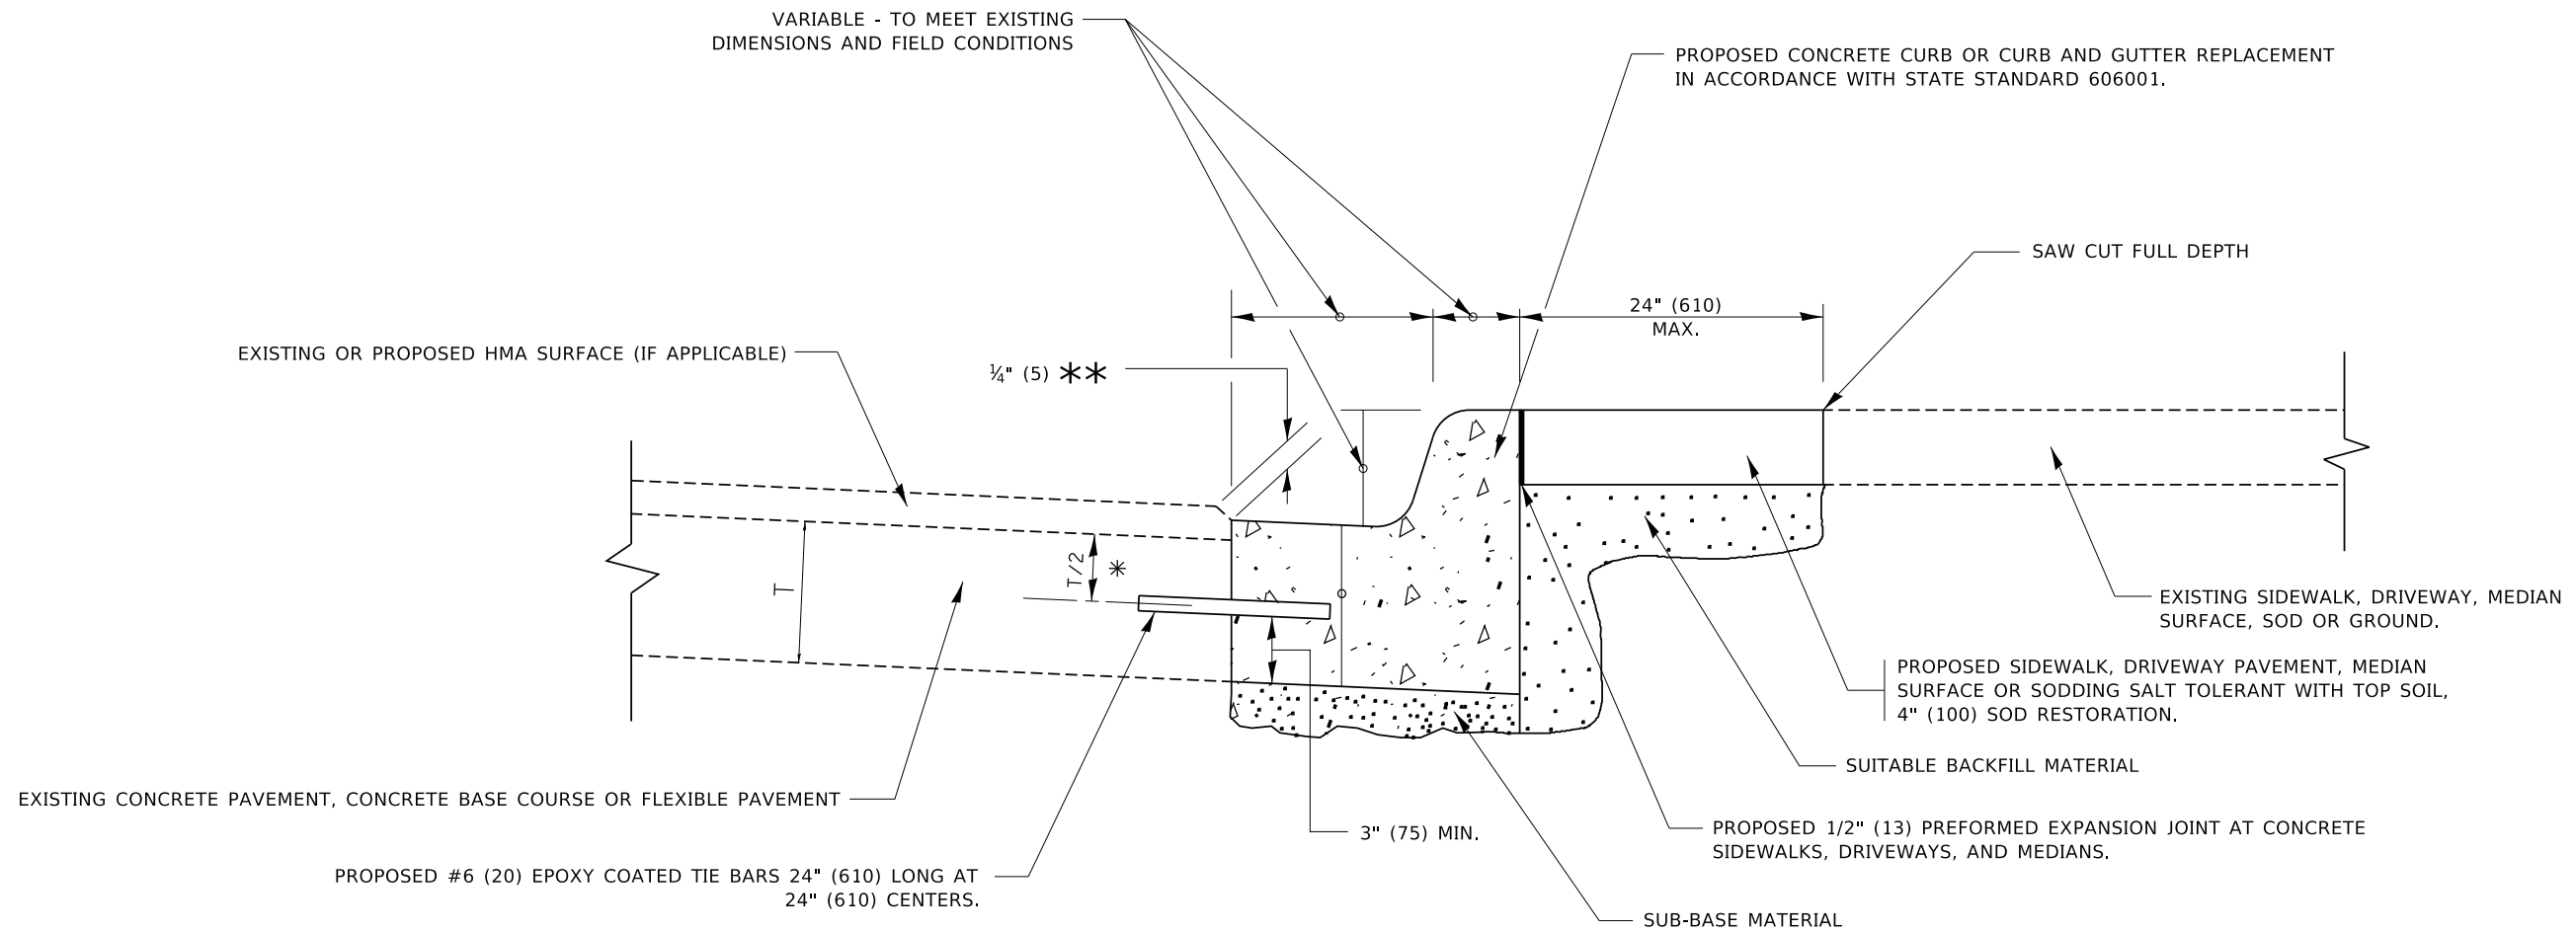 VARIABLE - TO MEET EXISTING
DIMENSIONS AND FIELD CONDITIONS
PROPOSED CONCRETE CURB OR CURB AND GUTTER REPLACEMENT
IN ACCORDANCE WITH STATE STANDARD 606001.
SAW CUT FULL DEPTH
24" (610)
MAX.
EXISTING OR PROPOSED HMA SURFACE (IF APPLICABLE)
¼" (5) **
T
T/2
*
EXISTING SIDEWALK, DRIVEWAY, MEDIAN
SURFACE, SOD OR GROUND.
PROPOSED SIDEWALK, DRIVEWAY PAVEMENT, MEDIAN
SURFACE OR SODDING SALT TOLERANT WITH TOP SOIL,
4" (100) SOD RESTORATION.
SUITABLE BACKFILL MATERIAL
EXISTING CONCRETE PAVEMENT, CONCRETE BASE COURSE OR FLEXIBLE PAVEMENT
3" (75) MIN.
PROPOSED 1/2" (13) PREFORMED EXPANSION JOINT AT CONCRETE
SIDEWALKS, DRIVEWAYS, AND MEDIANS.
PROPOSED #6 (20) EPOXY COATED TIE BARS 24" (610) LONG AT
24" (610) CENTERS.
SUB-BASE MATERIAL